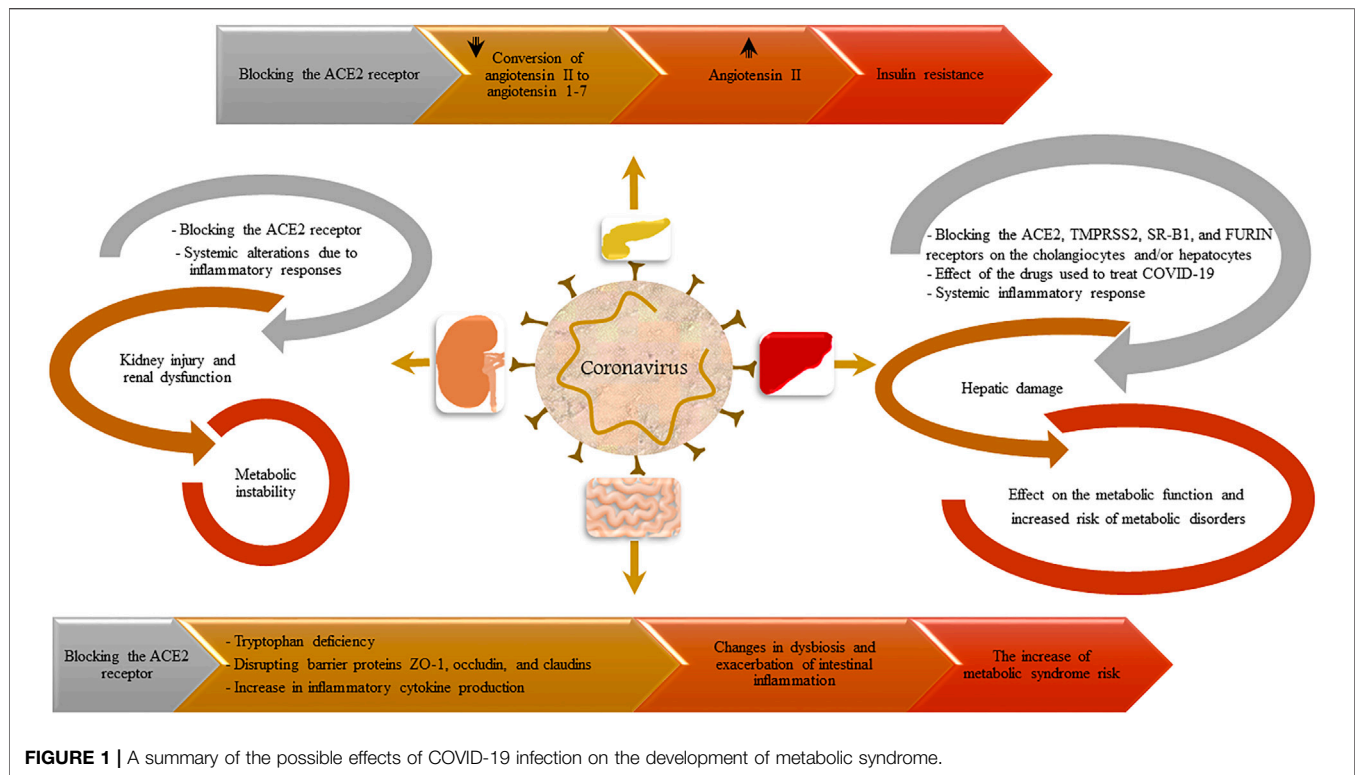 Blocking the ACE2 receptor
Conversion of
angiotensin II to
angiotensin 1-7
Angiotensin II
Insulin resistance
- Blocking the ACE2 receptor
- Systemic alterations due to
inflammatory responses
Kidney injury and
renal dysfunction
Metabolic
instability
Coronavirus
- Blocking the ACE2, TMPRSS2, SR-B1, and FURIN
receptors on the cholangiocytes and/or hepatocytes
- Effect of the drugs used to treat COVID-19
- Systemic inflammatory response
Hepatic damage
Effect on the metabolic function and
increased risk of metabolic disorders
Blocking the ACE2
receptor
- Tryptophan deficiency
- Disrupting barrier proteins ZO-1, occludin, and claudins
- Increase in inflammatory cytokine production
Changes in dysbiosis and
exacerbation of intestinal
inflammation
The increase of
metabolic syndrome risk
FIGURE 1 | A summary of the possible effects of COVID-19 infection on the development of metabolic syndrome.